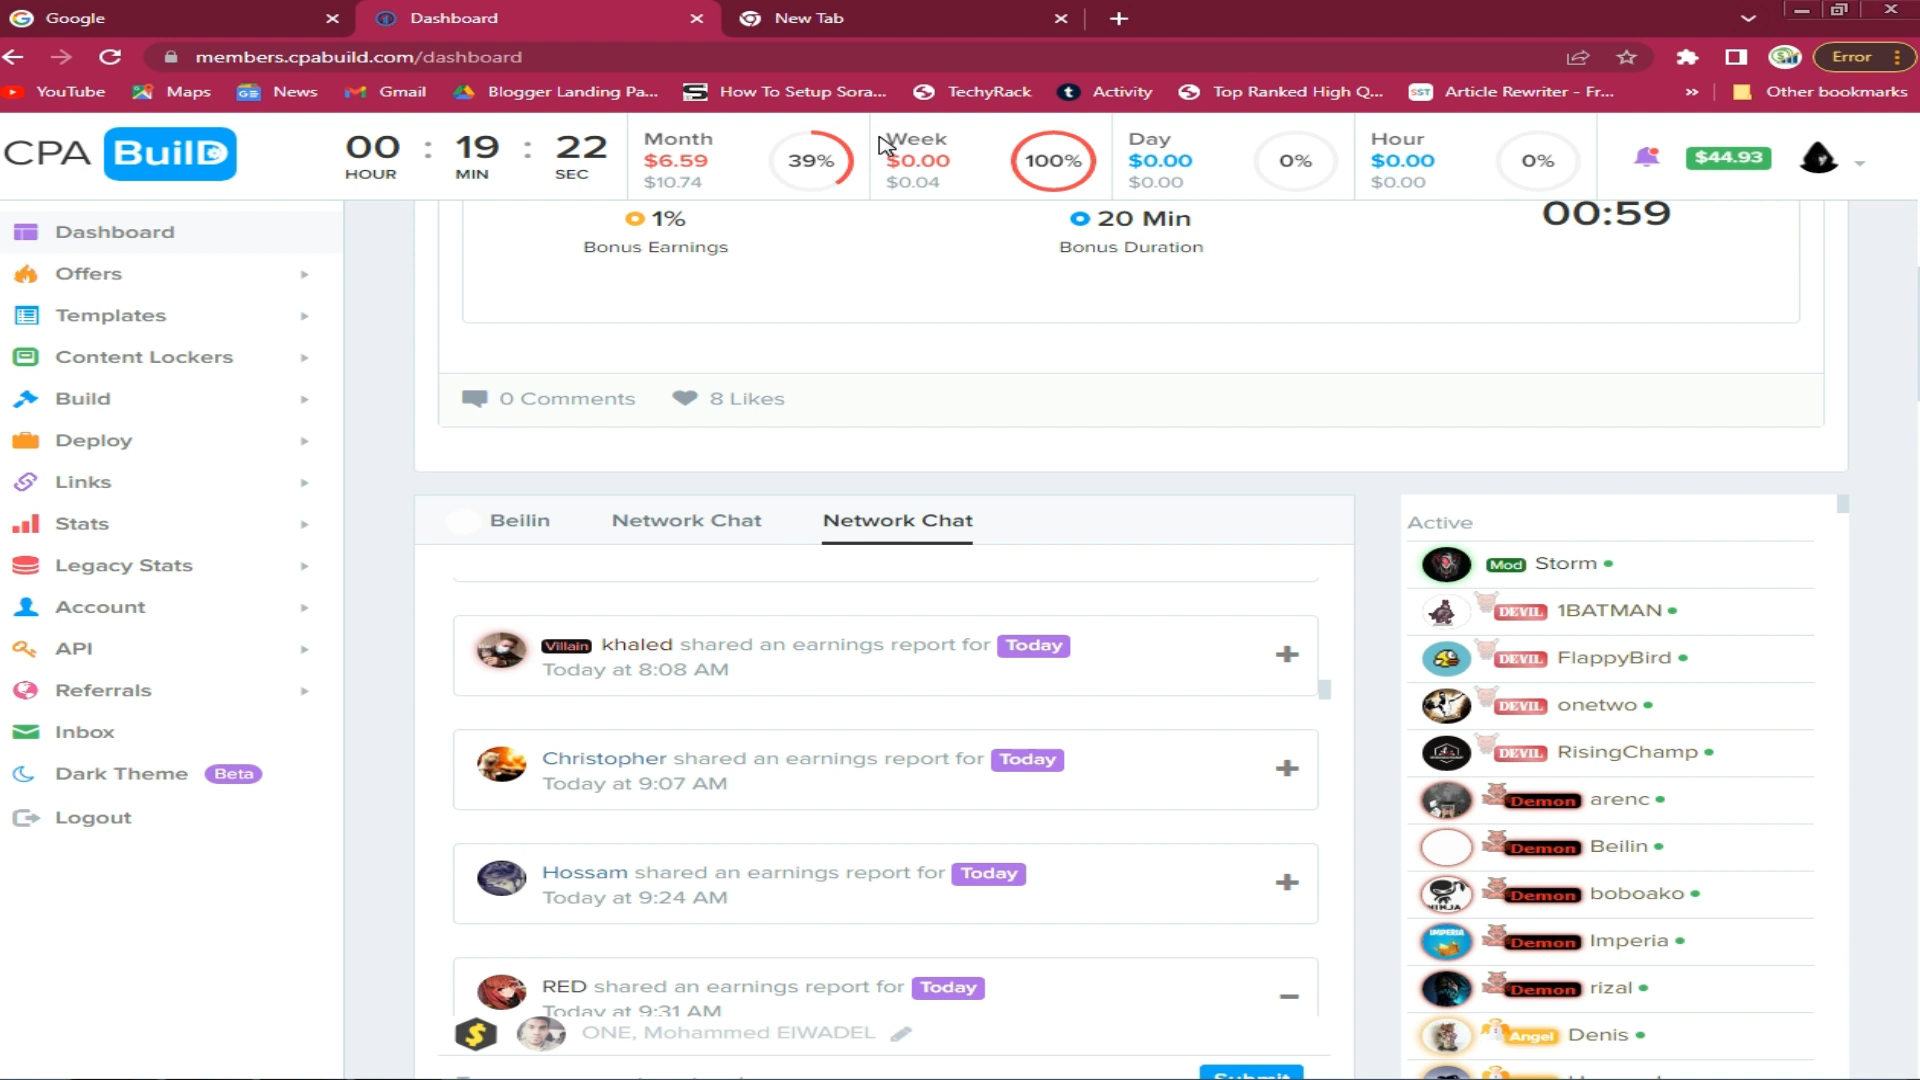 Google
Dashboard
New Tab
members.cpabuild.com/dashboard
Error
YouTube
Maps
News
Gmail
Blogger Landing Pa...
How To Setup Sora...
TechyRack
Activity
Top Ranked High Q...
SST
Article Rewriter - Fr...
»
Other bookmarks
CPA BuilD
00 : 19 : 22
HOUR MIN SEC
Month
$6.59
$10.74
39%
Week
$0.00
$0.04
100%
Day
$0.00
$0.00
0%
Hour
$0.00
$0.00
0%
$44.93
Dashboard
Offers
Templates
Content Lockers
Build
Deploy
Links
Stats
Legacy Stats
Account
API
Referrals
Inbox
Dark Theme Beta
Logout
1%
Bonus Earnings
20 Min
Bonus Duration
00:59
0 Comments
8 Likes
Beilin
Network Chat
Network Chat
Villain khaled shared an earnings report for Today
Today at 8:08 AM
Christopher shared an earnings report for Today
Today at 9:07 AM
Hossam shared an earnings report for Today
Today at 9:24 AM
RED shared an earnings report for Today
Today at 9:31 AM
ONE, Mohammed ElWADEL
Submit
Active
Mod Storm
DEVIL 1BATMAN
DEVIL FlappyBird
DEVIL onetwo
DEVIL RisingChamp
Demon arenc
Demon Beilin
NINJA
Demon boboako
IMPERIA
Demon Imperia
Demon rizal
Angel Denis